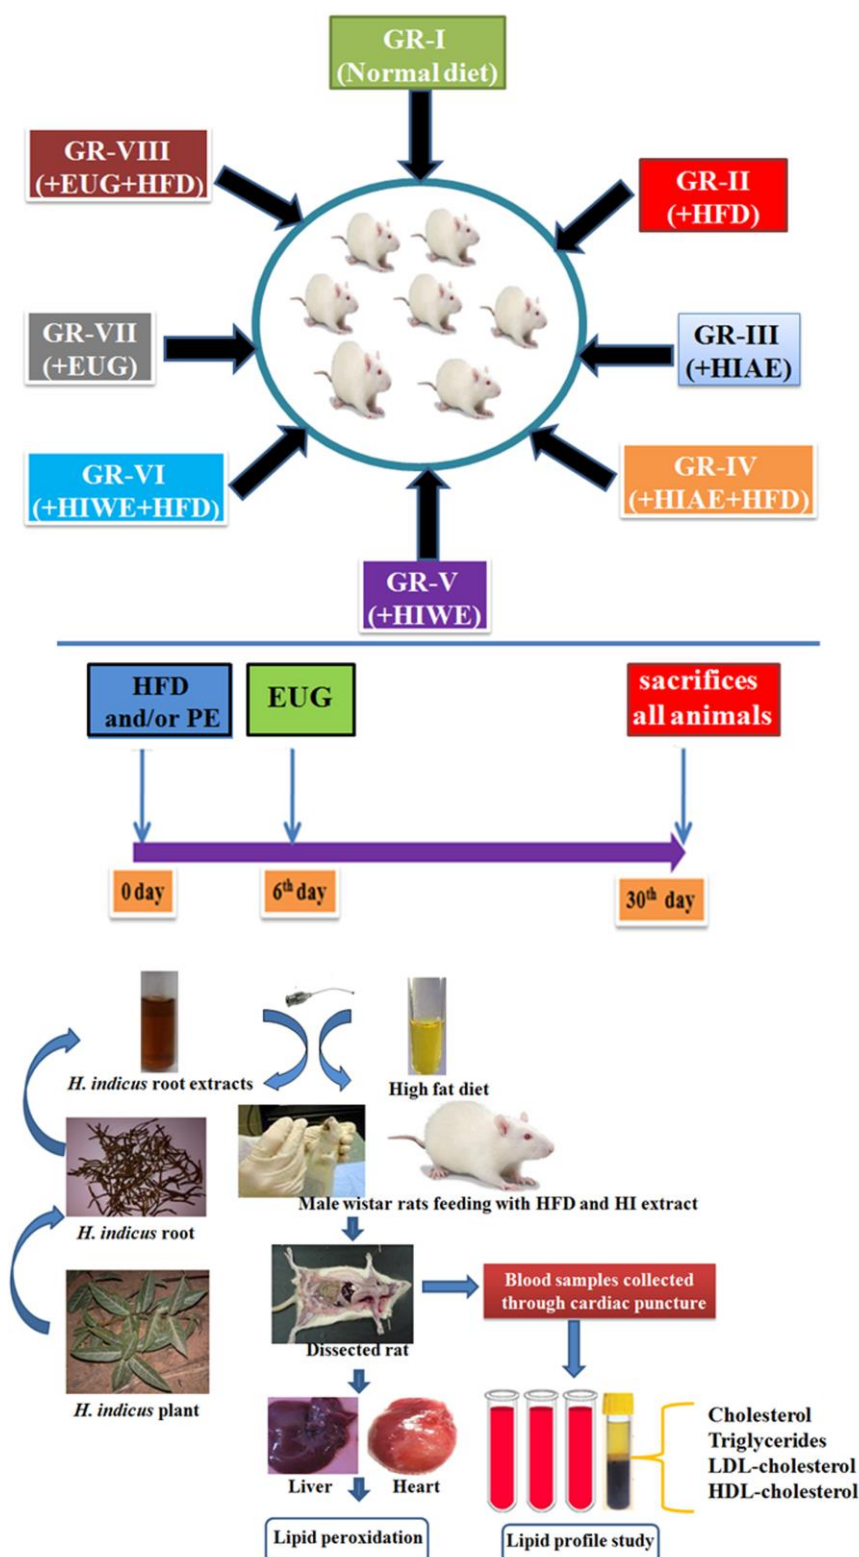 GR-I
(Normal diet)
GR-VIII
(+EUG+HFD)
GR-II
(+HFD)
GR-VII
(+EUG)
GR-III
(+HIAE)
GR-VI
(+HIWE+HFD)
GR-IV
(+HIAE+HFD)
GR-V
(+HIWE)
HFD
and/or PE
EUG
sacrifices
all animals
0 day
6th day
30th day
H. indicus root extracts
High fat diet
H. indicus root
Male wistar rats feeding with HFD and HI extract
Blood samples collected
through cardiac puncture
Dissected rat
H. indicus plant
Cholesterol
Triglycerides
LDL-cholesterol
HDL-cholesterol
Liver
Heart
Lipid peroxidation
Lipid profile study